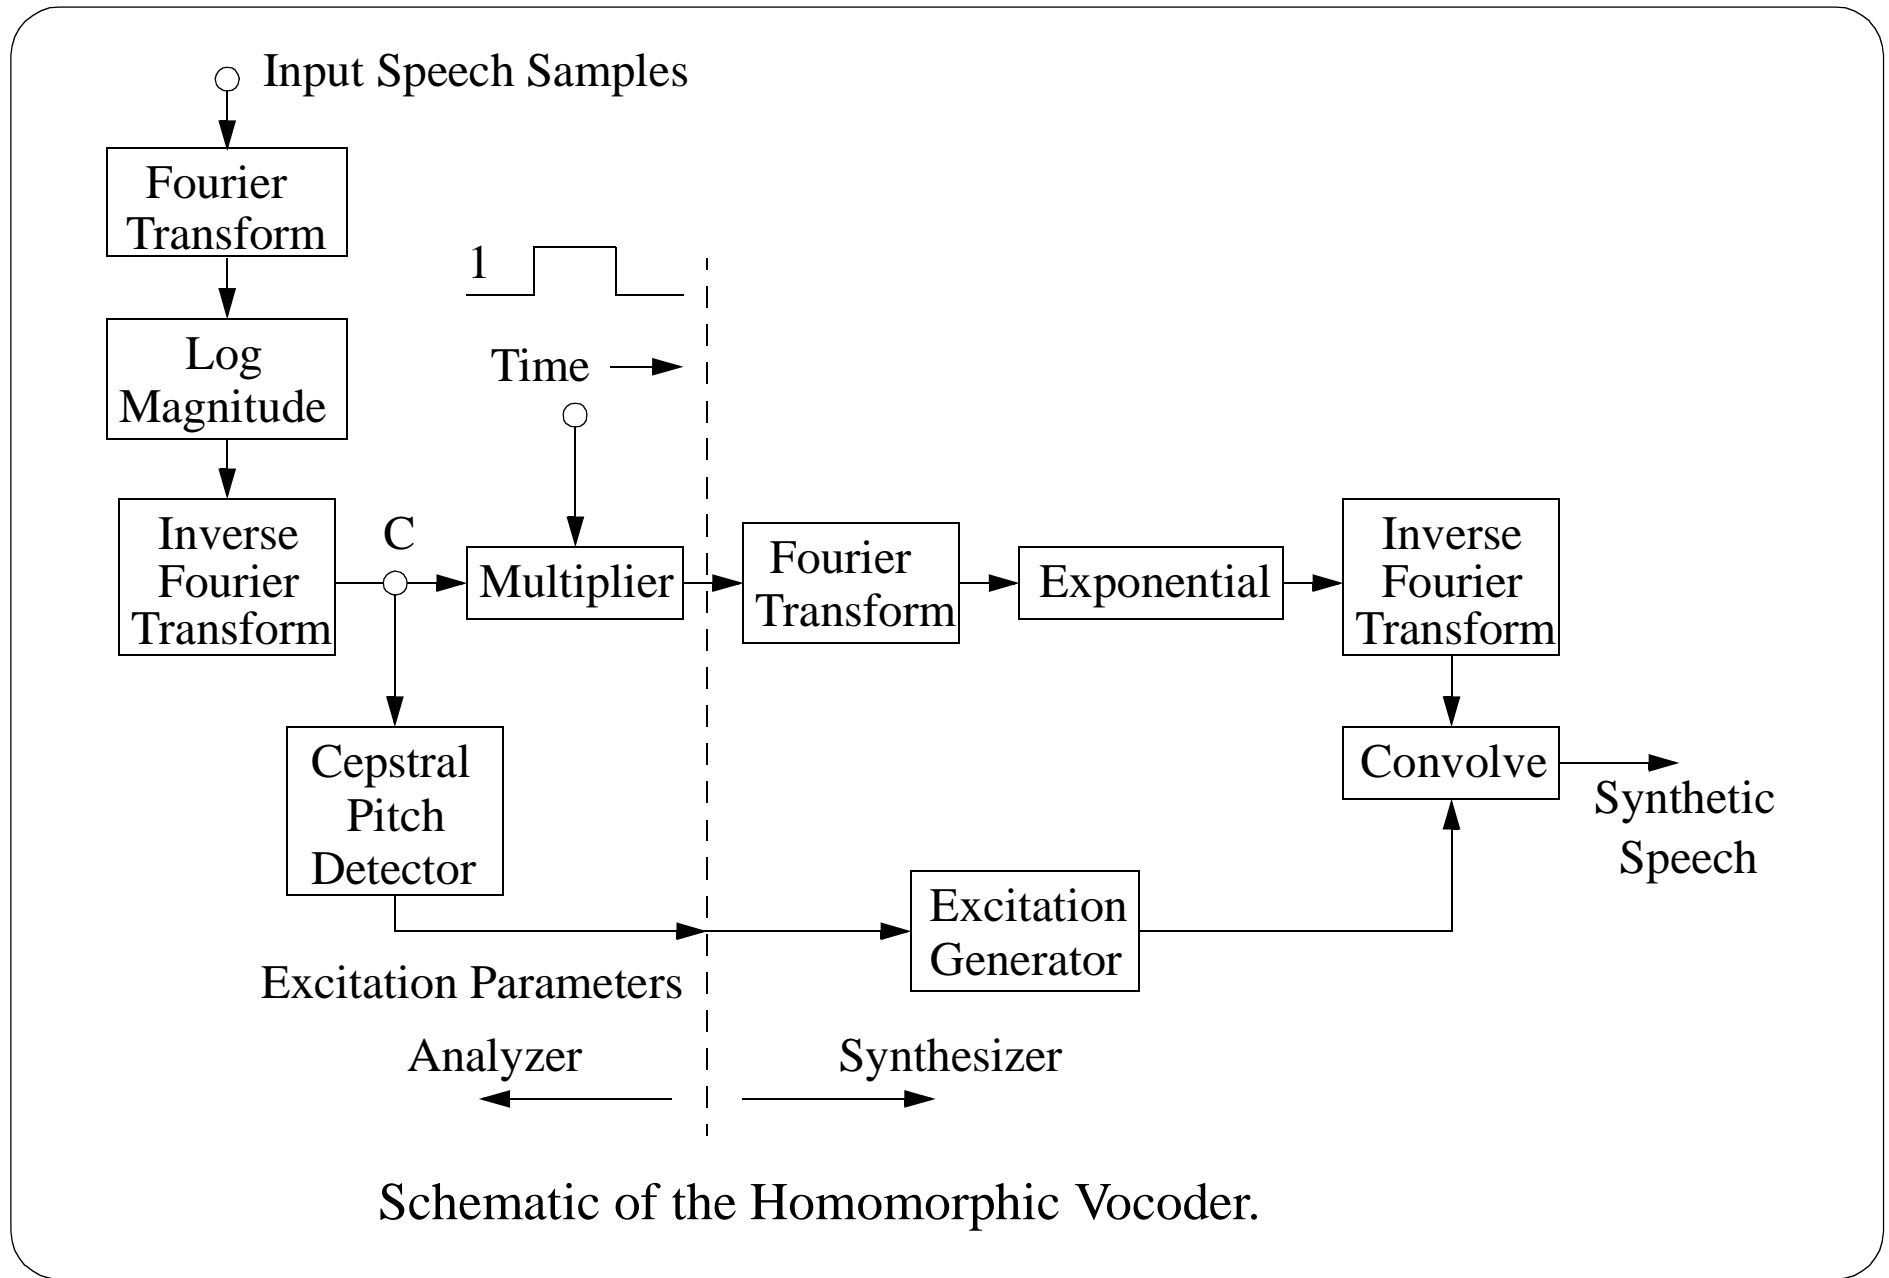 Input Speech Samples
Fourier
Transform
1
Log
Magnitude
Time
Inverse
Fourier
Transform
C
Multiplier
Fourier
Transform
Exponential
Inverse
Fourier
Transform
Cepstral
Pitch
Detector
Convolve
Synthetic
Speech
Excitation
Generator
Excitation Parameters
Analyzer
Synthesizer
Schematic of the Homomorphic Vocoder.